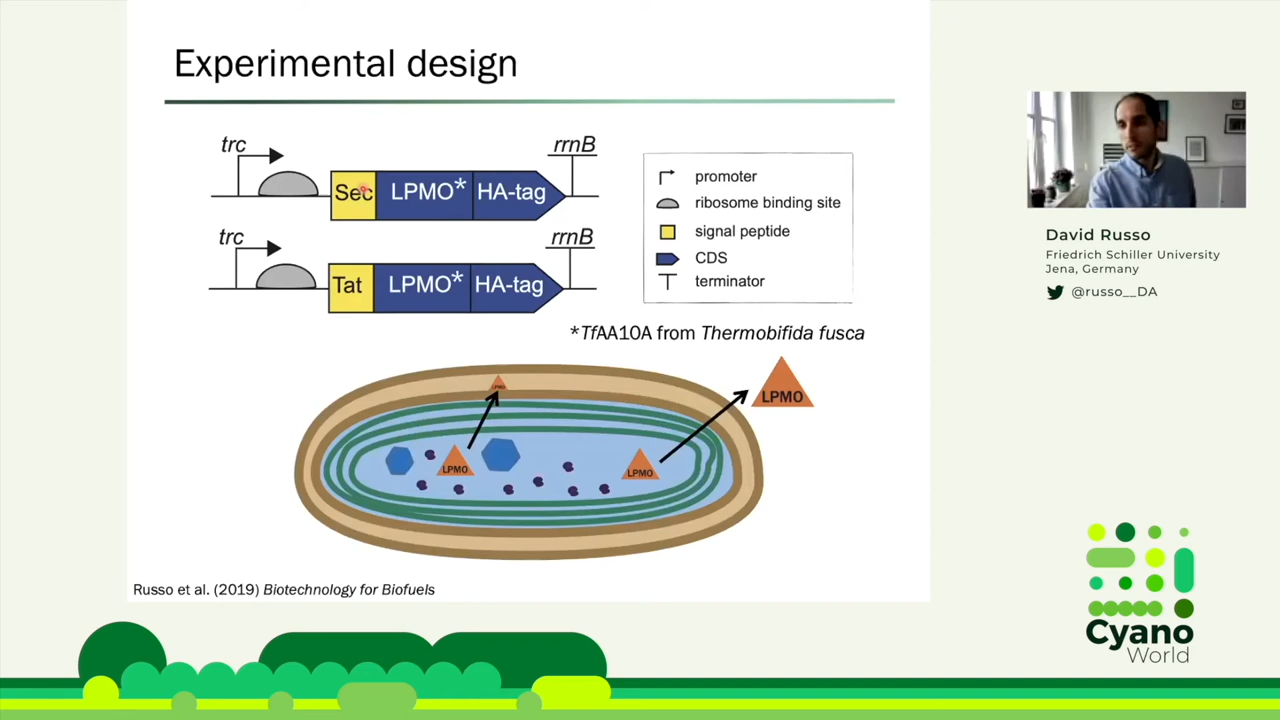 Experimental design
trc
rrnB
Sec LPMO* HA-tag
trc
rrnB
Tat LPMO* HA-tag
promoter
ribosome binding site
signal peptide
CDS
terminator
*TfAA10A from Thermobifida fusca
LPMO
LPMO
LPMO
LPMO
Russo et al. (2019) Biotechnology for Biofuels
David Russo
Friedrich Schiller University
Jena, Germany
@russo__DA
Cyano
World